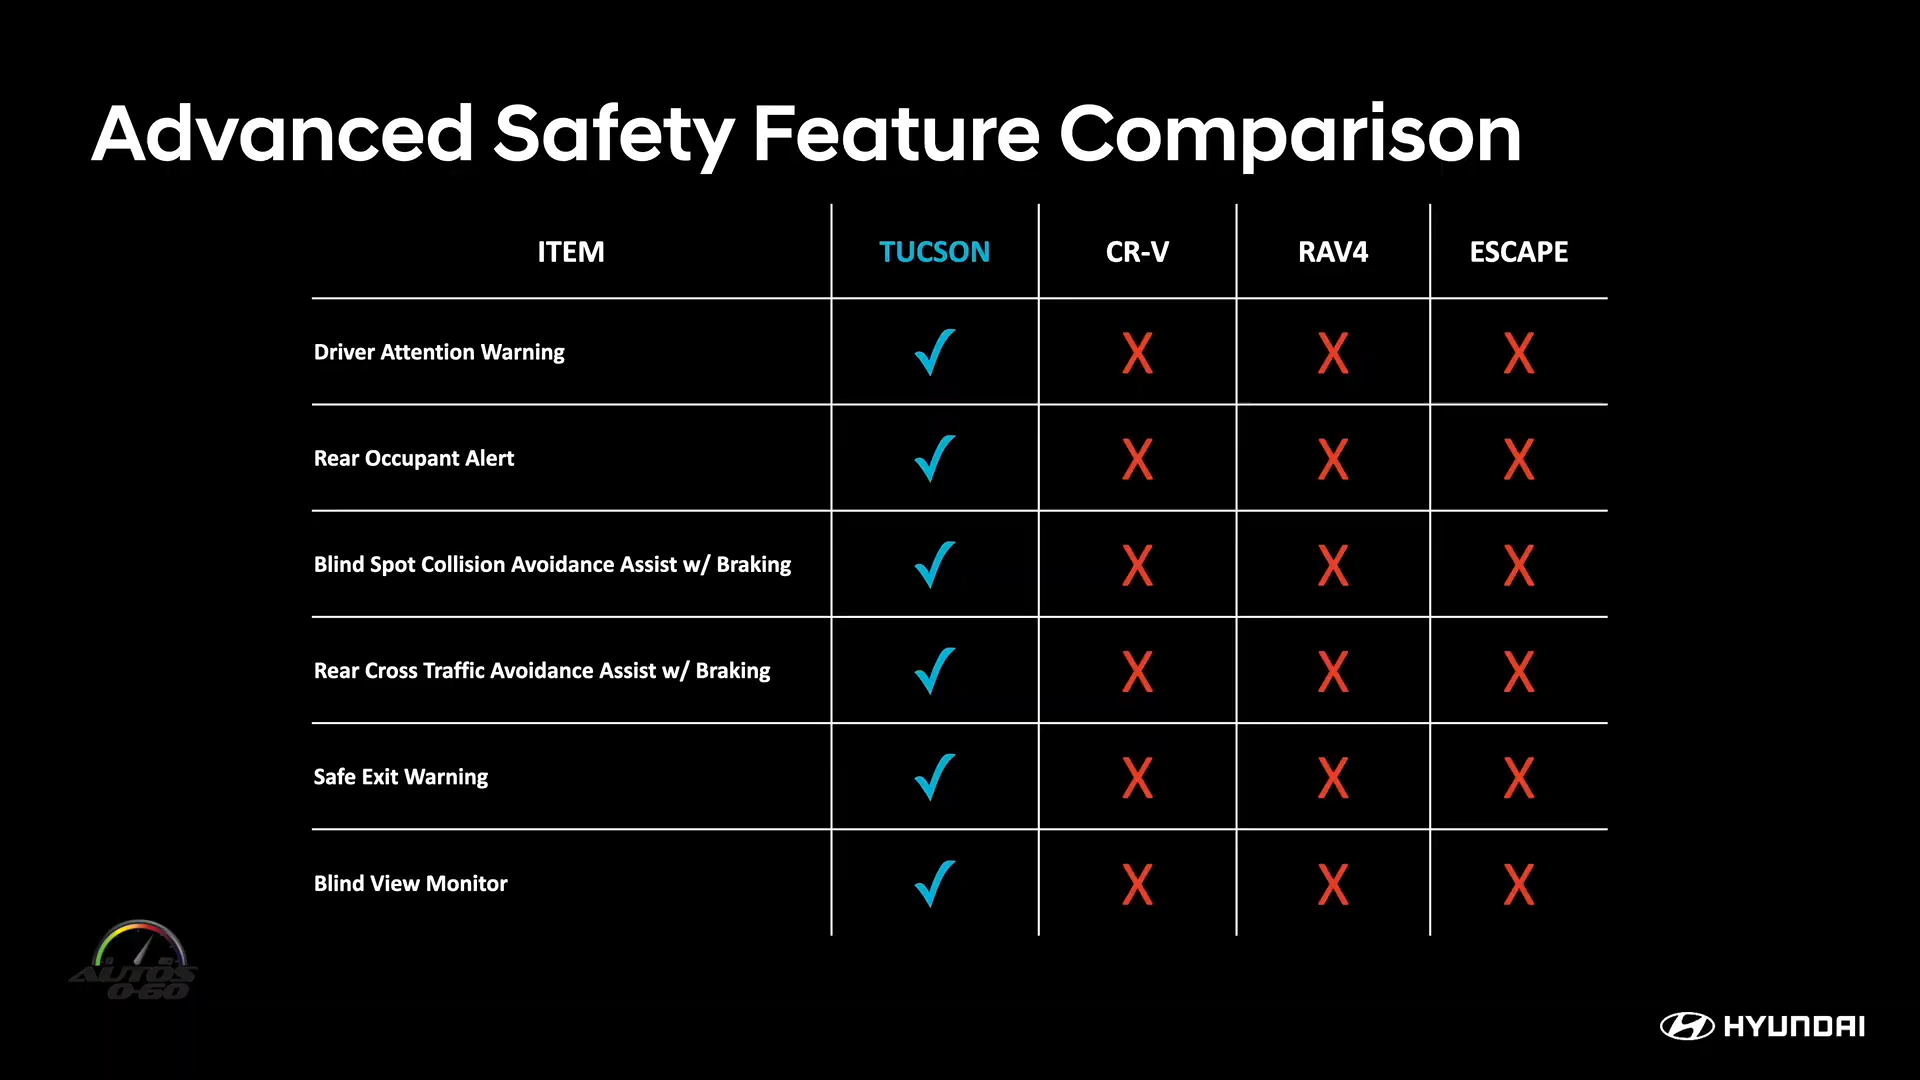 Advanced Safety Feature Comparison
ITEM TUCSON CR-V RAV4 ESCAPE
Driver Attention Warning ✓ X X X
Rear Occupant Alert ✓ X X X
Blind Spot Collision Avoidance Assist w/ Braking ✓ X X X
Rear Cross Traffic Avoidance Assist w/ Braking ✓ X X X
Safe Exit Warning ✓ X X X
Blind View Monitor ✓ X X X
AUTOS
0-60
HYUNDAI